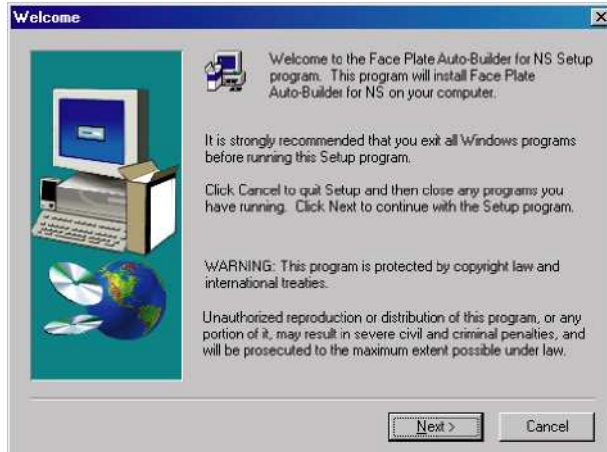 Welcome
Welcome to the Face Plate Auto-Builder for NS Setup
program. This program will install Face Plate
Auto-Builder for NS on your computer.
It is strongly recommended that you exit all Windows programs
before running this Setup program.
Click Cancel to quit Setup and then close any programs you
have running. Click Next to continue with the Setup program.
WARNING: This program is protected by copyright law and
international treaties.
Unauthorized reproduction or distribution of this program, or any
portion of it, may result in severe civil and criminal penalties, and
will be prosecuted to the maximum extent possible under law.
Next >
Cancel